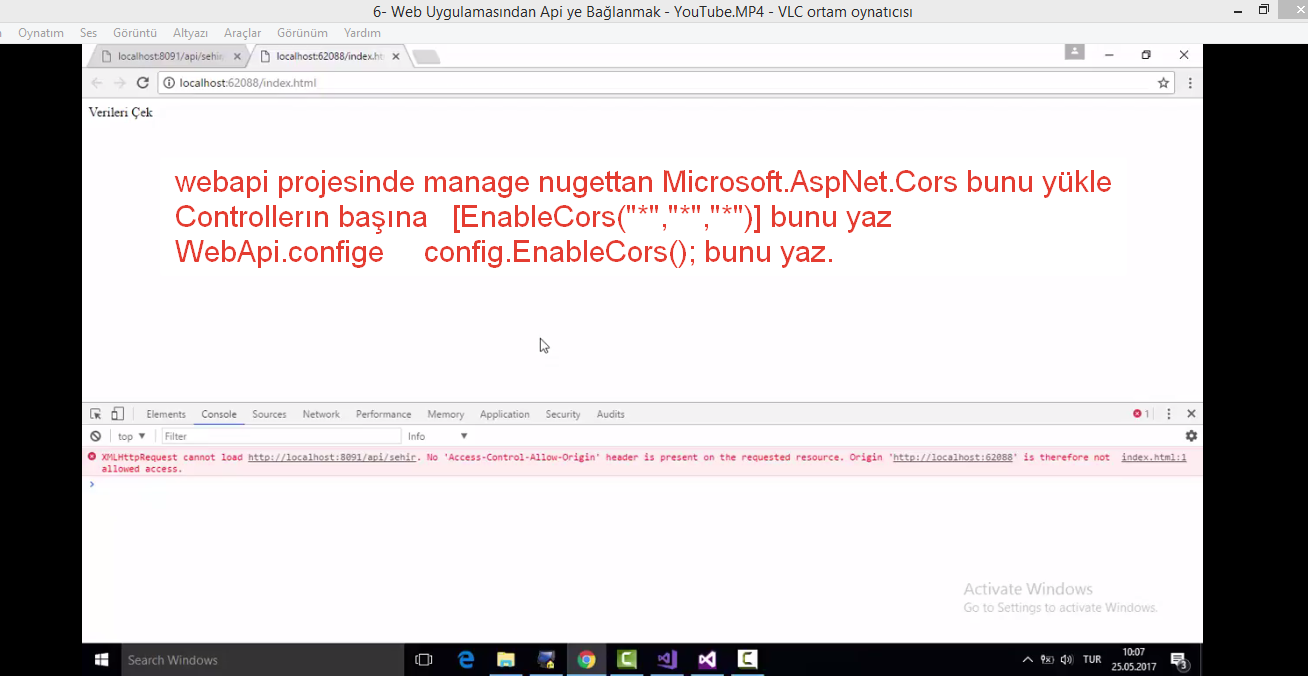 6- Web Uygulamasından Api ye Bağlanmak - YouTube.MP4 - VLC ortam oynatıcısı
Oynatım Ses Görüntü Altyazı Araçlar Görünüm Yardım
localhost:8091/api/sehir localhost:62088/index.ht
localhost:62088/index.html
Verileri Çek
webapi projesinde manage nugettan Microsoft.AspNet.Cors bunu yükle
Controllerın başına [EnableCors("*","*","*")] bunu yaz
WebApi.confige config.EnableCors(); bunu yaz.
Elements Console Sources Network Performance Memory Application Security Audits 1
top Filter Info
XMLHttpRequest cannot load http://localhost:8091/api/sehir. No 'Access-Control-Allow-Origin' header is present on the requested resource. Origin 'http://localhost:62088' is therefore not index.html:1
allowed access.
Activate Windows
Go to Settings to activate Windows.
Search Windows
TUR
10:07
25.05.2017
3